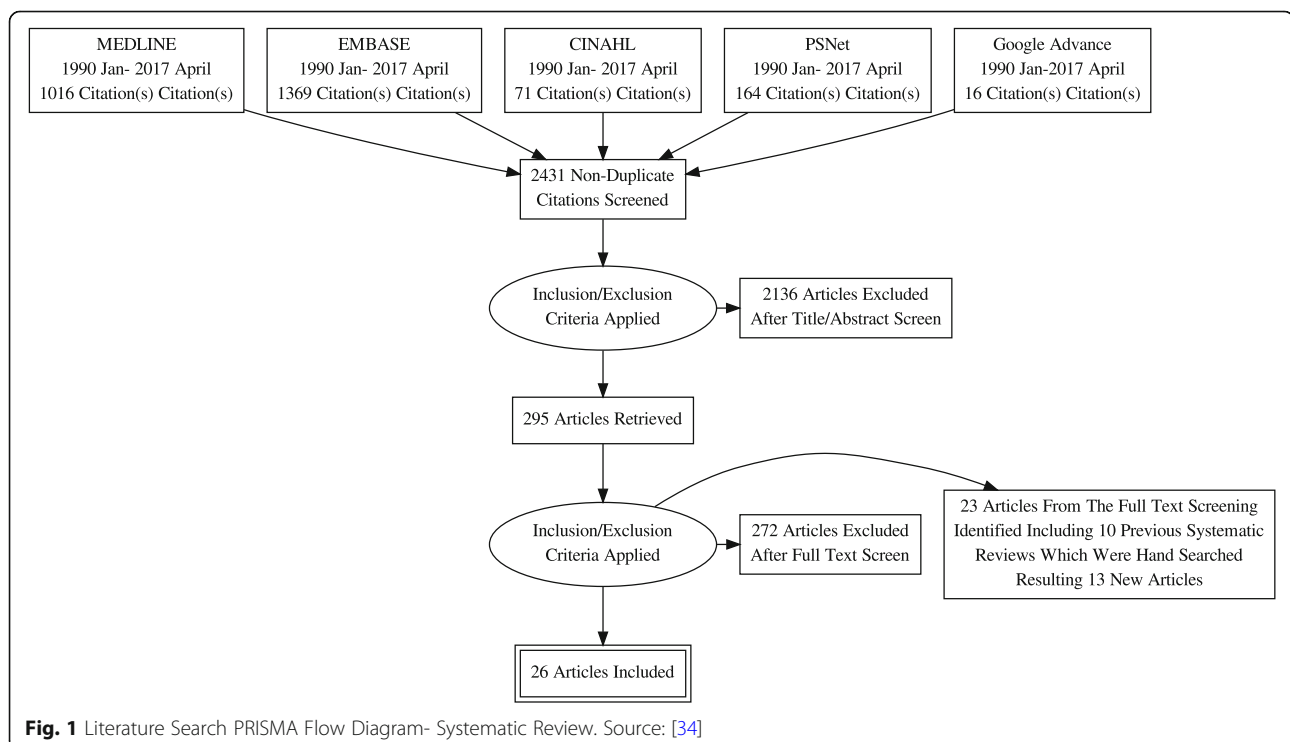 MEDLINE
1990 Jan- 2017 April
1016 Citation(s) Citation(s)
EMBASE
1990 Jan- 2017 April
1369 Citation(s) Citation(s)
CINAHL
1990 Jan- 2017 April
71 Citation(s) Citation(s)
PSNet
1990 Jan- 2017 April
164 Citation(s) Citation(s)
Google Advance
1990 Jan-2017 April
16 Citation(s) Citation(s)
2431 Non-Duplicate
Citations Screened
Inclusion/Exclusion
Criteria Applied
2136 Articles Excluded
After Title/Abstract Screen
295 Articles Retrieved
Inclusion/Exclusion
Criteria Applied
272 Articles Excluded
After Full Text Screen
23 Articles From The Full Text Screening
Identified Including 10 Previous Systematic
Reviews Which Were Hand Searched
Resulting 13 New Articles
26 Articles Included
Fig. 1 Literature Search PRISMA Flow Diagram- Systematic Review. Source: [34]